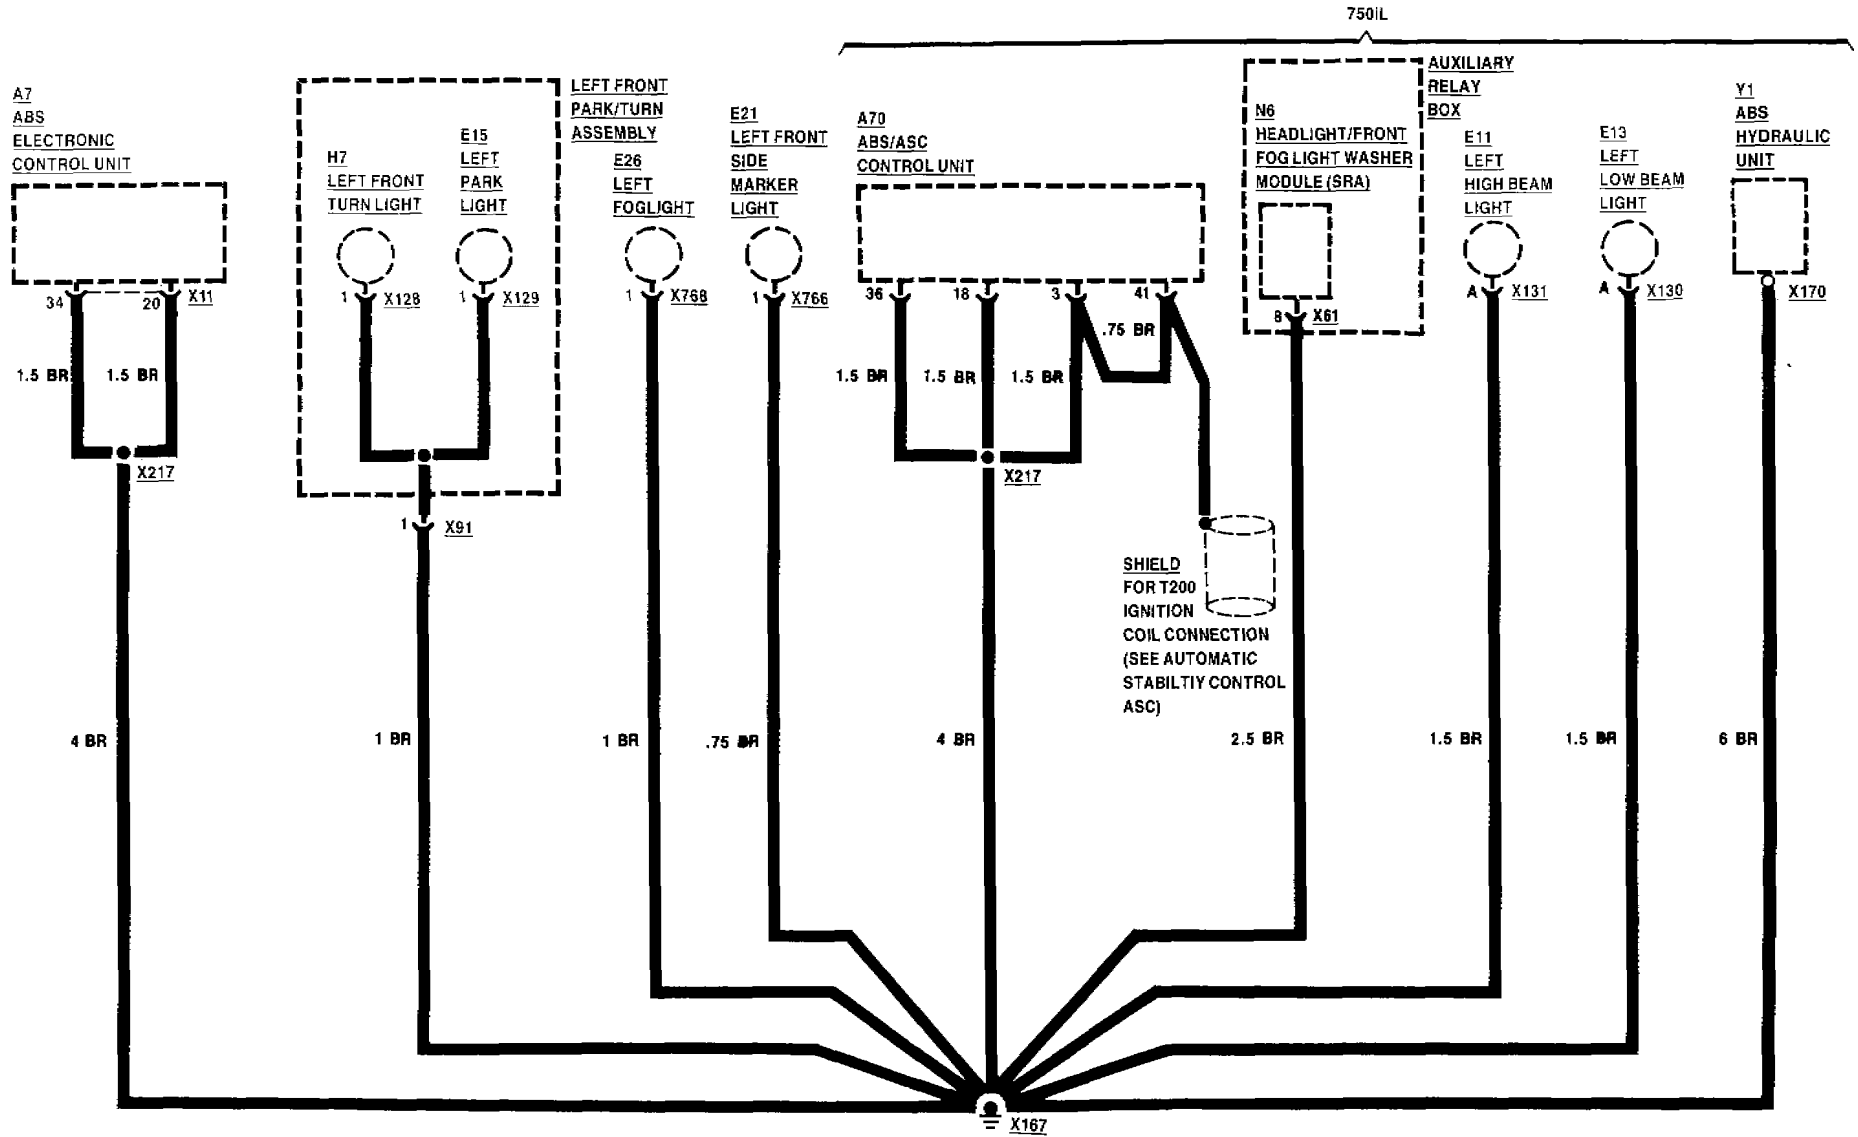 750iL
A7
ABS
ELECTRONIC
CONTROL UNIT
34
20
X11
1.5 BR
1.5 BR
X217
4 BR
LEFT FRONT
PARK/TURN
ASSEMBLY
H7
LEFT FRONT
TURN LIGHT
1
X128
E15
LEFT
PARK
LIGHT
1
X129
1
X91
1 BR
E26
LEFT
FOGLIGHT
1
X768
1 BR
E21
LEFT FRONT
SIDE
MARKER
LIGHT
1
X766
.75 BR
A70
ABS/ASC
CONTROL UNIT
36
18
3
41
1.5 BR
1.5 BR
1.5 BR
.75 BR
X217
4 BR
SHIELD
FOR T200
IGNITION
COIL CONNECTION
(SEE AUTOMATIC
STABILTIY CONTROL
ASC)
AUXILIARY
RELAY
BOX
N6
HEADLIGHT/FRONT
FOG LIGHT WASHER
MODULE (SRA)
8
X61
2.5 BR
E11
LEFT
HIGH BEAM
LIGHT
A
X131
1.5 BR
E13
LEFT
LOW BEAM
LIGHT
A
X130
1.5 BR
Y1
ABS
HYDRAULIC
UNIT
X170
6 BR
X167